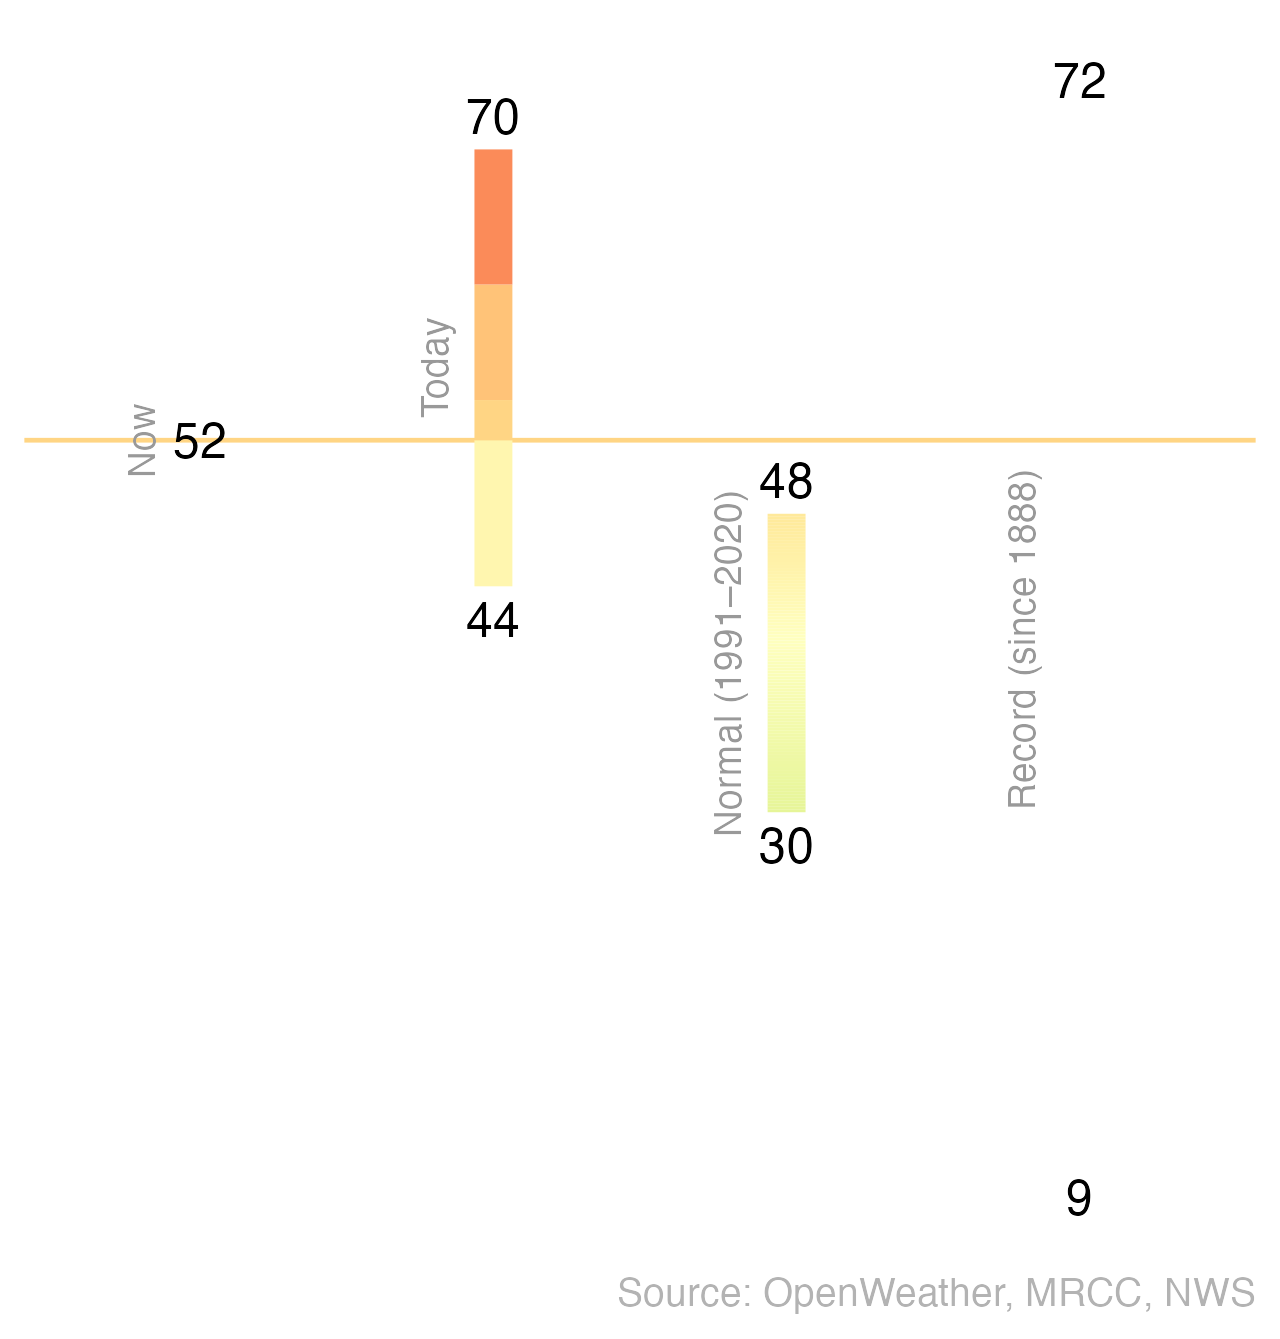 72
70
Today
Now
52
48
Normal (1991–2020)
Record (since 1888)
44
30
9
Source: OpenWeather, MRCC, NWS